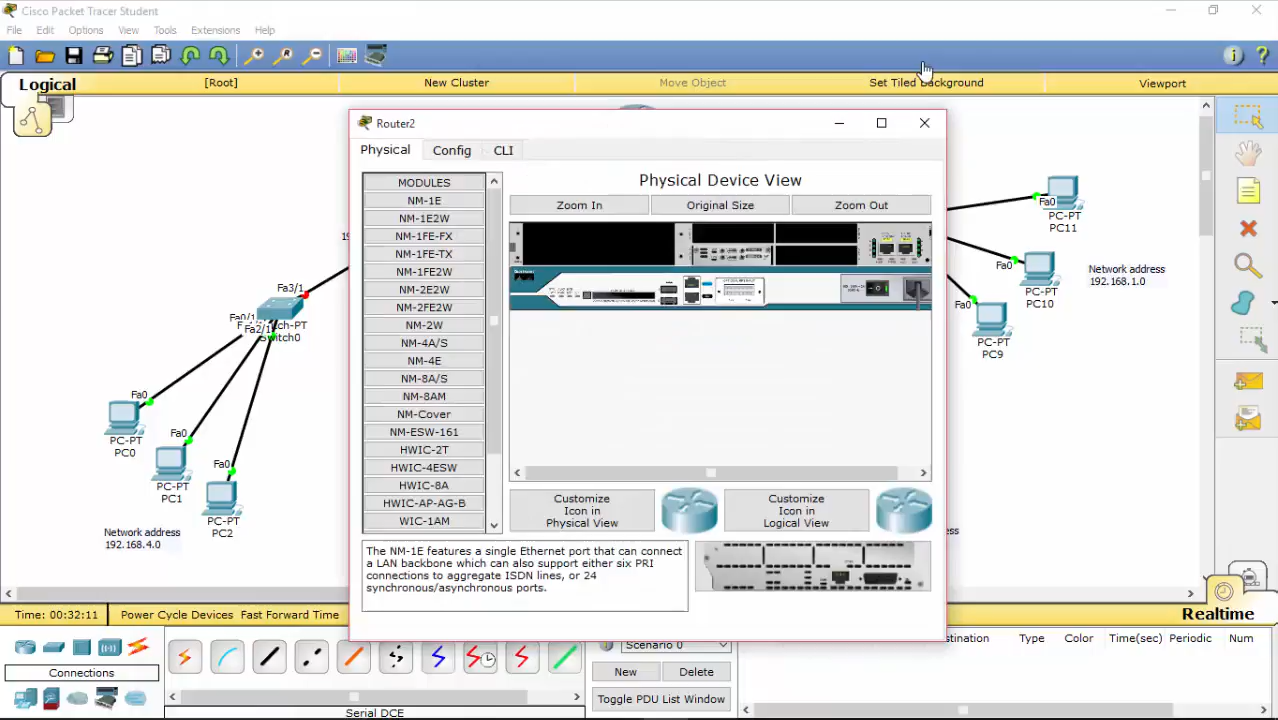 Cisco Packet Tracer Student
File Edit Options View Tools Extensions Help
Logical [Root] New Cluster Move Object Set Tiled Background Viewport
Router2
Physical Config CLI
MODULES
NM-1E
NM-1E2W
NM-1FE-FX
NM-1FE-TX
NM-1FE2W
NM-2E2W
NM-2FE2W
NM-2W
NM-4A/S
NM-4E
NM-8A/S
NM-8AM
NM-Cover
NM-ESW-161
HWIC-2T
HWIC-4ESW
HWIC-8A
HWIC-AP-AG-B
WIC-1AM
Physical Device View
Zoom In Original Size Zoom Out
Customize
Icon in
Physical View
Customize
Icon in
Logical View
The NM-1E features a single Ethernet port that can connect
a LAN backbone which can also support either six PRI
connections to aggregate ISDN lines, or 24
synchronous/asynchronous ports.
Fa3/1
Fa0/1
Fa2/1
Switch0
Fa0
PC-PT
PC0
Fa0
PC-PT
PC1
Fa0
PC-PT
PC2
Network address
192.168.4.0
Fa0
PC-PT
PC11
Fa0
PC-PT
PC10
Fa0
PC-PT
PC9
Network address
192.168.1.0
Time: 00:32:11 Power Cycle Devices Fast Forward Time
Realtime
Connections
Serial DCE
Scenario 0
New Delete
Toggle PDU List Window
Type Color Time(sec) Periodic Num